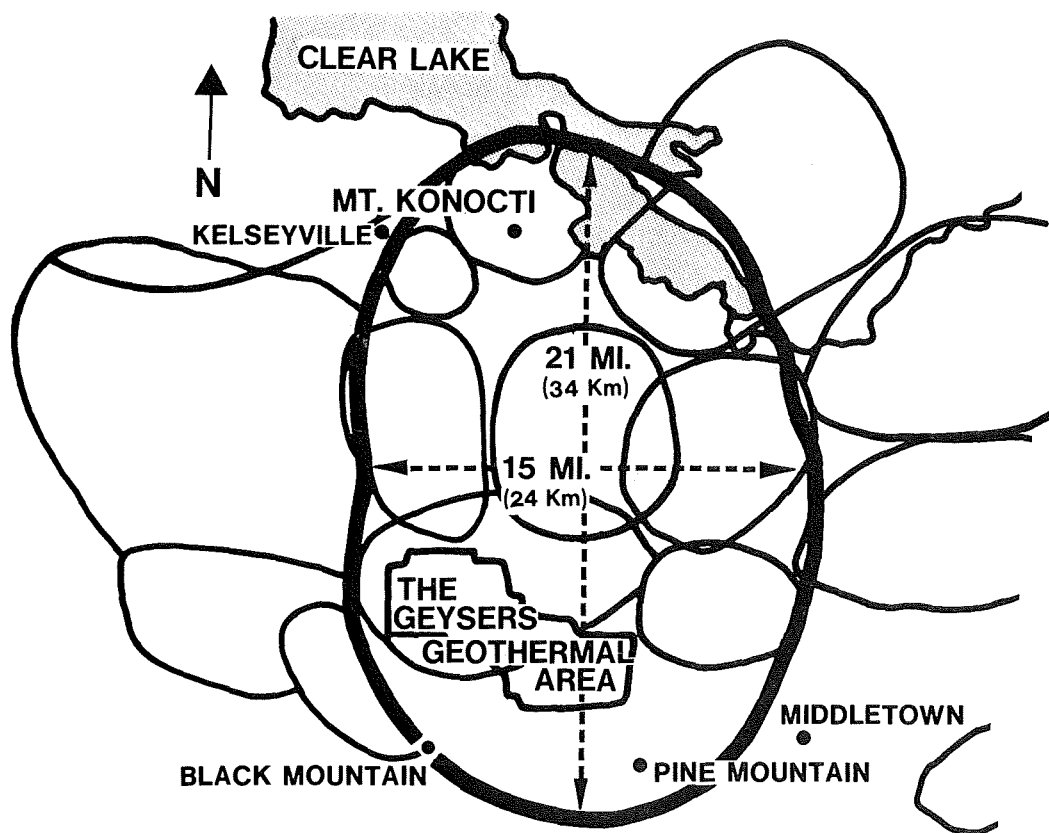 CLEAR LAKE
N
MT. KONOCTI
KELSEYVILLE
21 MI.
(34 Km)
15 MI.
(24 Km)
THE
GEYSERS
GEOTHERMAL
AREA
MIDDLETOWN
BLACK MOUNTAIN
PINE MOUNTAIN